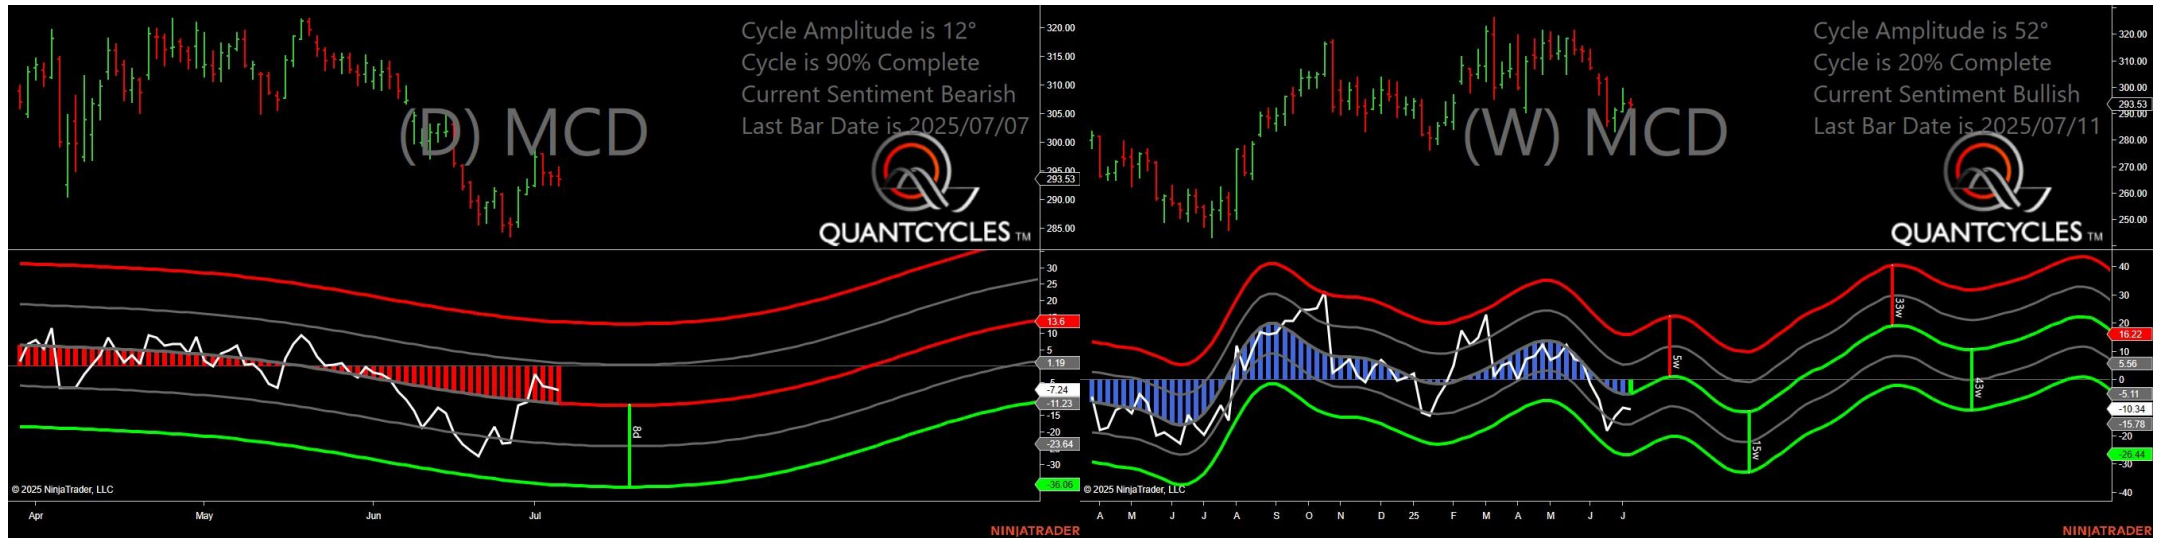 Cycle Amplitude is 12°
Cycle is 90% Complete
Current Sentiment Bearish
Last Bar Date is 2025/07/07
(D) MCD
QUANTCYCLES TM
320.00
315.00
310.00
305.00
300.00
295.00
293.53
290.00
285.00
30
25
20
13.6
10
5
1.19
-7.24
-11.23
-15
-20
-23.64
-30
-36.06
8d
© 2025 NinjaTrader, LLC
Apr May Jun Jul
NINJATRADER
Cycle Amplitude is 52°
Cycle is 20% Complete
Current Sentiment Bullish
Last Bar Date is 2025/07/11
(W) MCD
QUANTCYCLES TM
320.00
310.00
300.00
293.53
290.00
280.00
270.00
260.00
250.00
40
30
20
16.22
10
5.56
0
-5.11
-10.34
-15.78
-20
-26.44
-30
-40
5w
15w
33w
43w
© 2025 NinjaTrader, LLC
A M J J A S O N D 25 F M A M J J
NINJATRADER